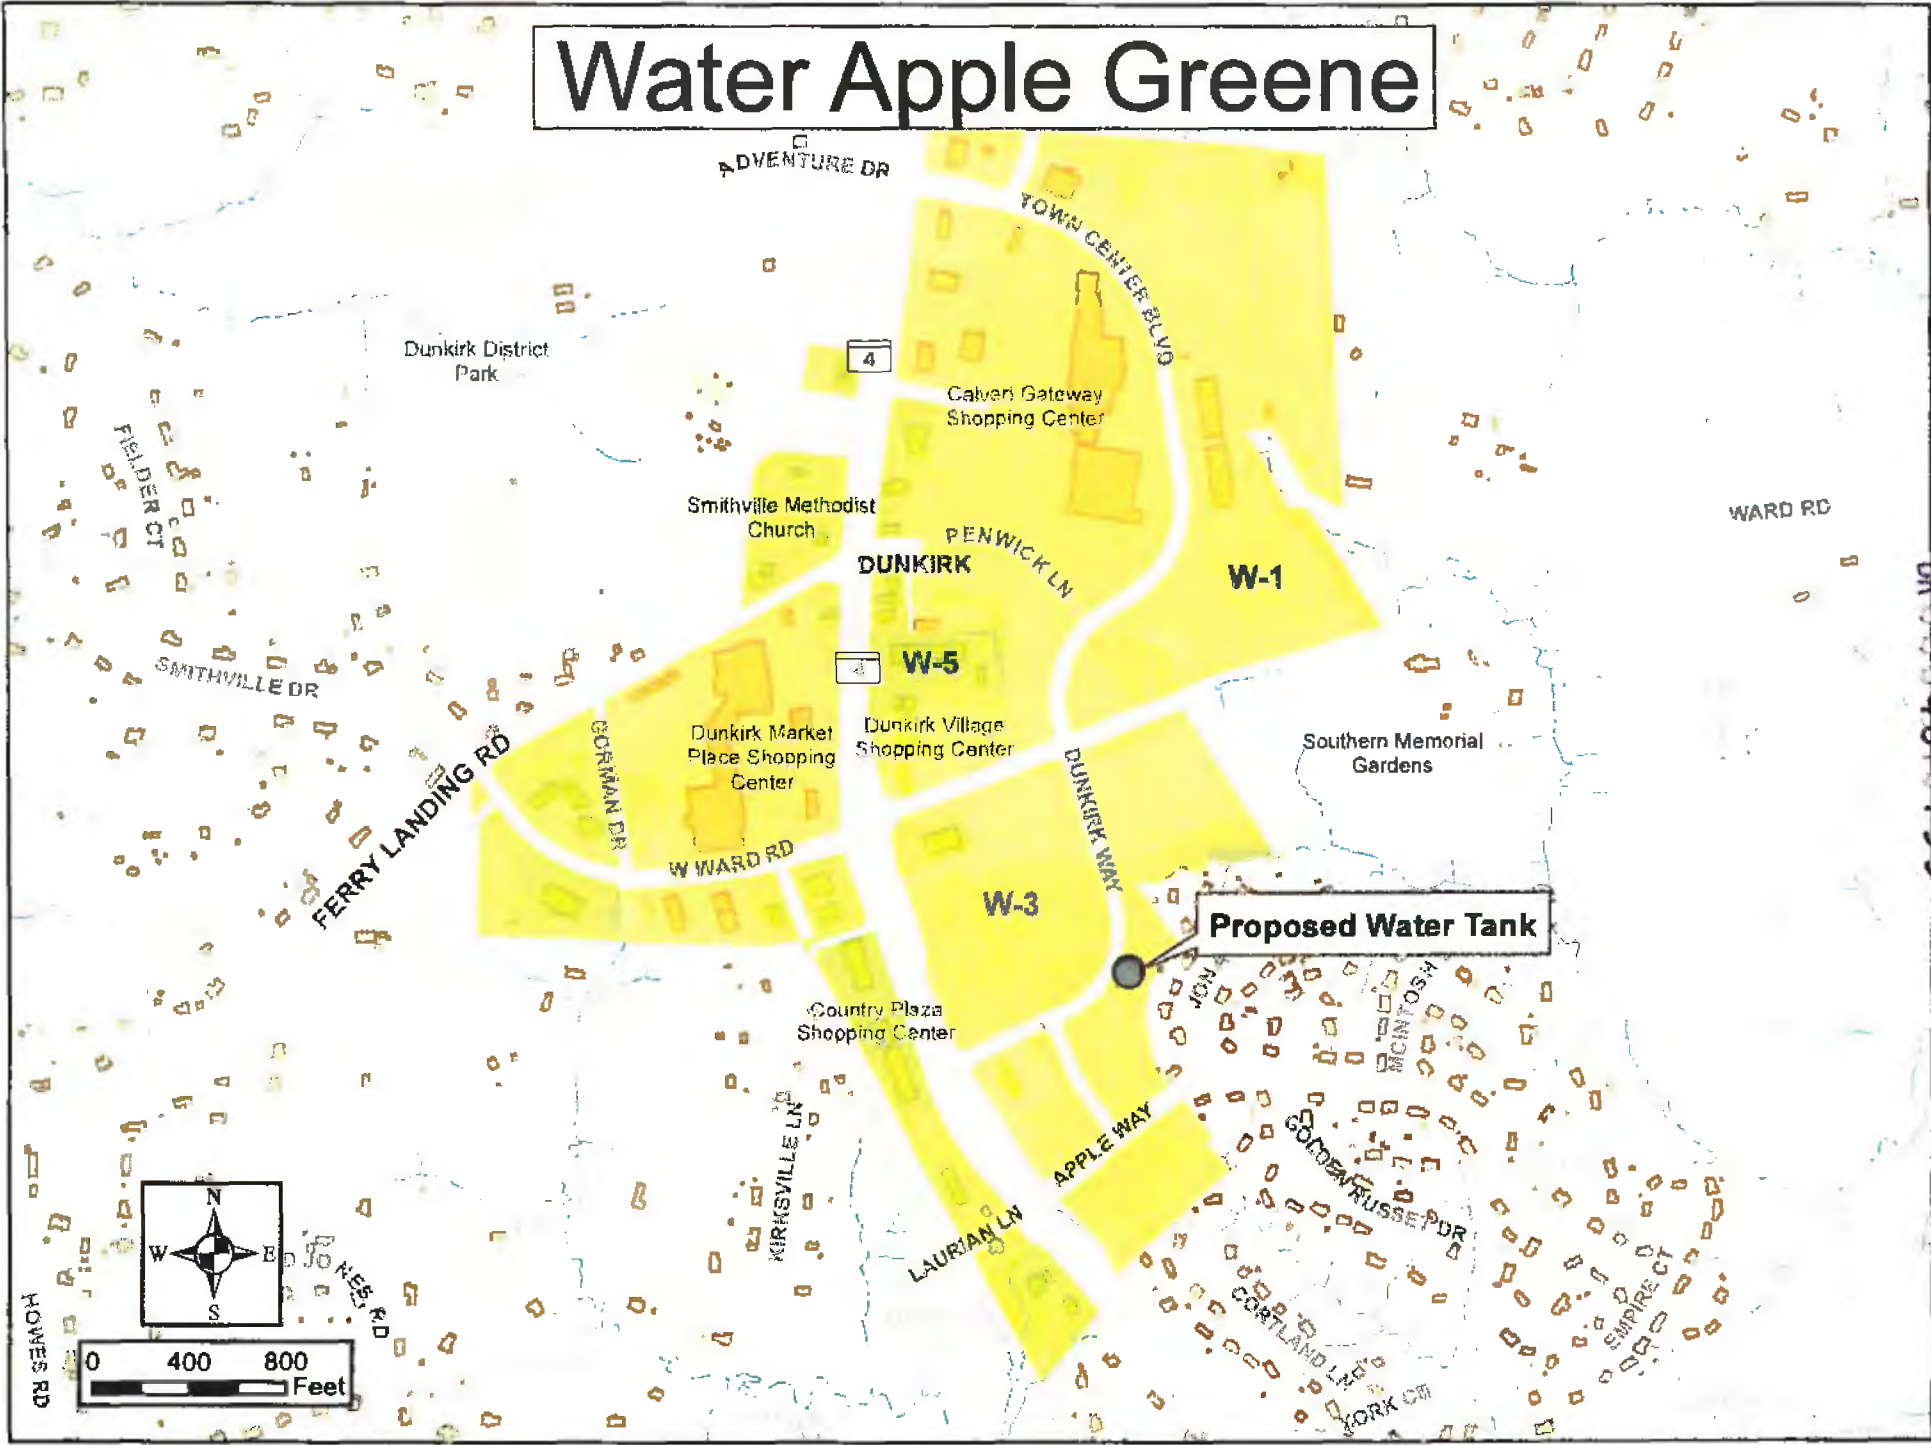 Water Apple Greene
ADVENTURE DR
TOWN CENTER BLVD
Dunkirk District
Park
4
Calvert Gateway
Shopping Center
FIELDER CT
Smithville Methodist
Church
WARD RD
PENWICK LN
DUNKIRK
W-1
SMITHVILLE DR
4
W-5
GORMAN DR
Dunkirk Market
Place Shopping
Center
Dunkirk Village
Shopping Center
Southern Memorial
Gardens
FERRY LANDING RD
DUNKIRK WAY
W WARD RD
W-3
Proposed Water Tank
JON
MCINTOSH
Country Plaza
Shopping Center
KIRKSVILLE LN
APPLE WAY
GOLDEN RUSSET DR
LAURIAN LN
N
W
E
S
JONES RD
HOWES RD
EMPIRE CT
CORTLAND LN
YORK CT
0 400 800
Feet